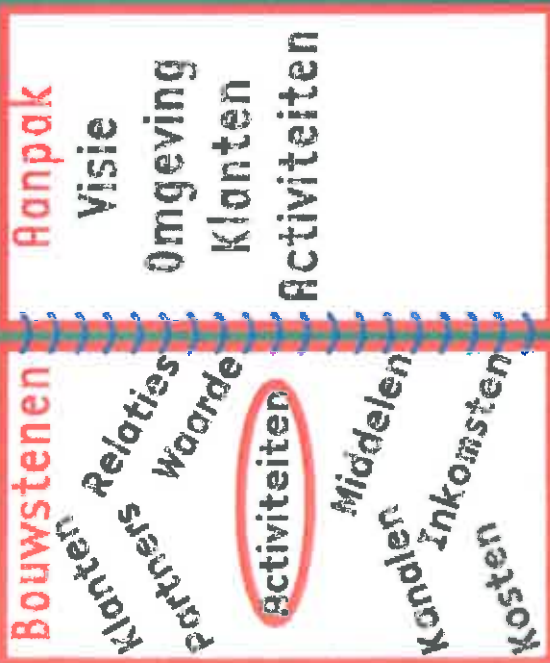 Bouwstenen
Klanten
Relaties
Partners
Waarde
Activiteiten
Middelen
Kanalen
Inkomsten
Kosten
Aanpak
Visie
Omgeving
Klanten
Activiteiten